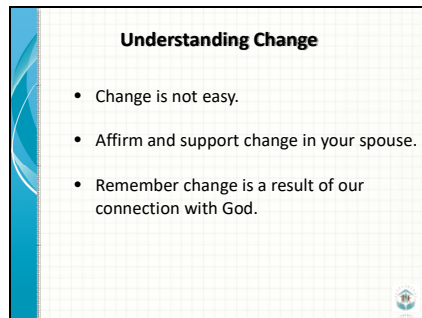 Understanding Change
• Change is not easy.
• Affirm and support change in your spouse.
• Remember change is a result of our
connection with God.